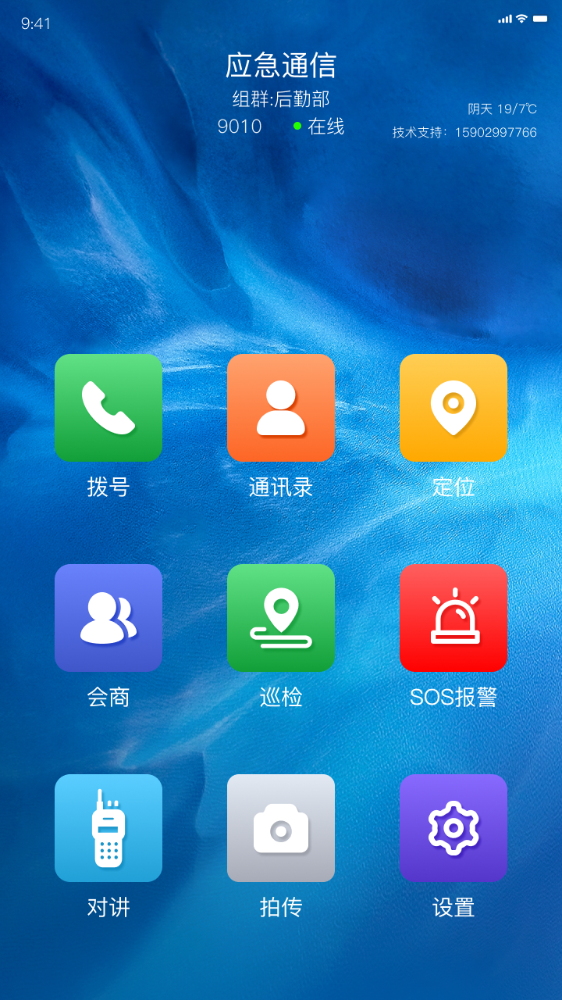 9:41
应急通信
组群:后勤部
9010 在线
阴天 19/7℃
技术支持：15902997766
拨号 通讯录 定位
会商 巡检 SOS报警
对讲 拍传 设置